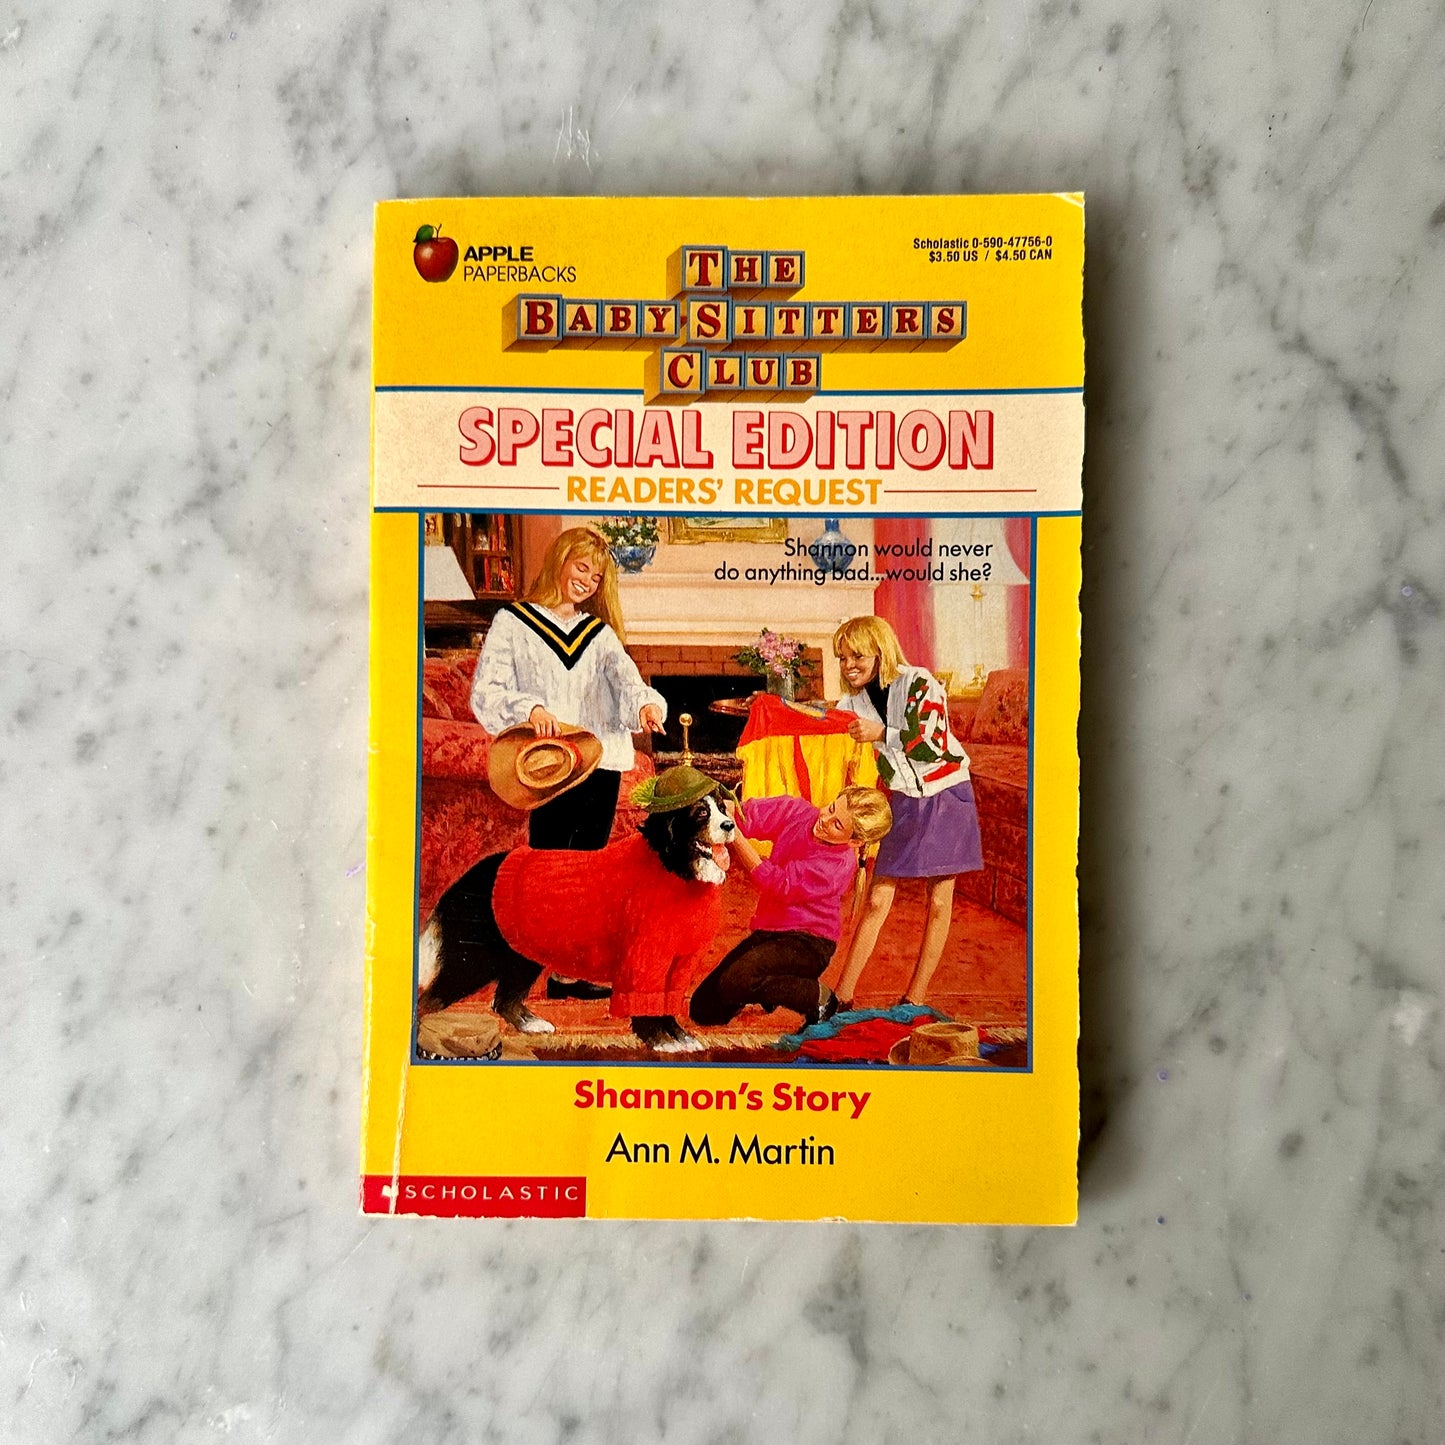 APPLE
PAPERBACKS
Scholastic 0-590-47756-0
$3.50 US / $4.50 CAN
THE
BABY-SITTERS
CLUB
SPECIAL EDITION
READERS' REQUEST
Shannon would never
do anything bad...would she?
Shannon's Story
Ann M. Martin
SCHOLASTIC